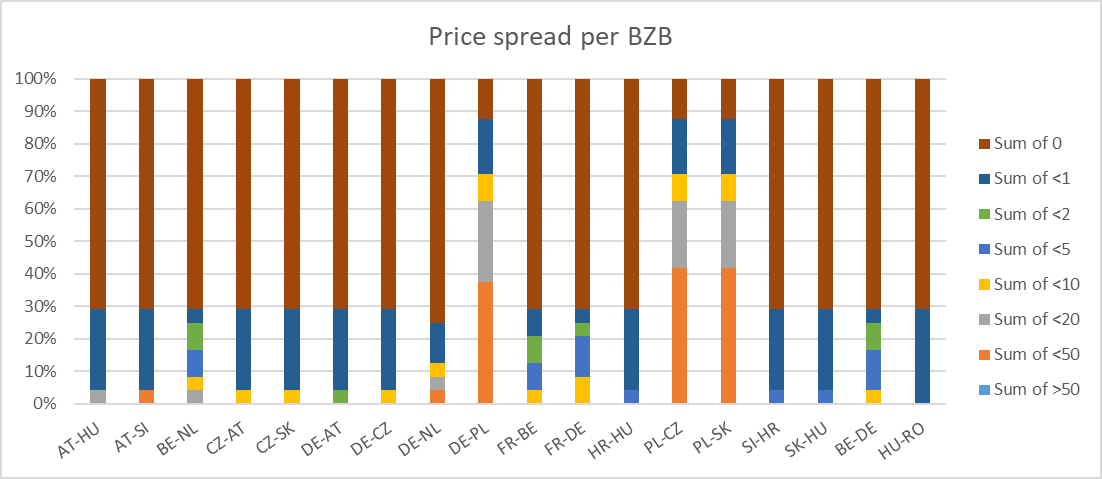 Price spread per BZB
100%
90%
80%
70%
60%
50%
40%
30%
20%
10%
0%
AT-HU
AT-SI
BE-NL
CZ-AT
CZ-SK
DE-AT
DE-CZ
DE-NL
DE-PL
FR-BE
FR-DE
HR-HU
PL-CZ
PL-SK
SI-HR
SK-HU
BE-DE
HU-RO
Sum of 0
Sum of <1
Sum of <2
Sum of <5
Sum of <10
Sum of <20
Sum of <50
Sum of >50